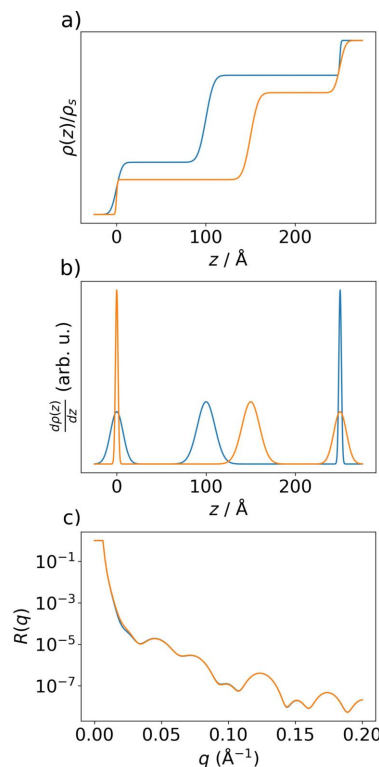 a)
ρ(z)/ρₛ
0
100
200
z / Å
b)
dρ(z)/dz (arb. u.)
0
100
200
z / Å
c)
R(q)
10⁻¹
10⁻³
10⁻⁵
10⁻⁷
0.00
0.05
0.10
0.15
0.20
q (Å⁻¹)